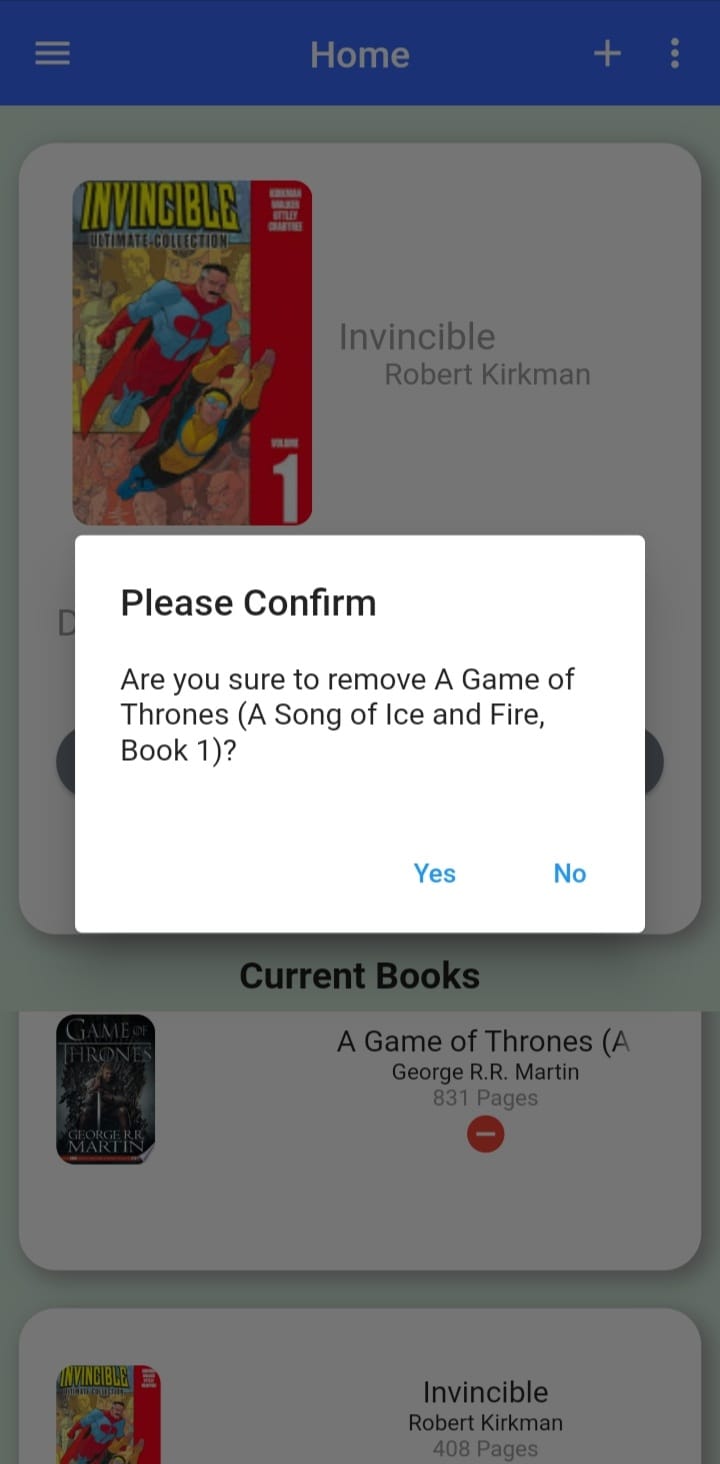 Home
INVINCIBLE
ULTIMATE COLLECTION
KIRKMAN
WALKER
OTTLEY
CRABTREE
VOLUME
1
Invincible
Robert Kirkman
D
Please Confirm
Are you sure to remove A Game of
Thrones (A Song of Ice and Fire,
Book 1)?
Yes
No
Current Books
GAME OF
THRONES
GEORGE R.R.
MARTIN
A Game of Thrones (A
George R.R. Martin
831 Pages
INVINCIBLE
ULTIMATE COLLECTION
Invincible
Robert Kirkman
408 Pages